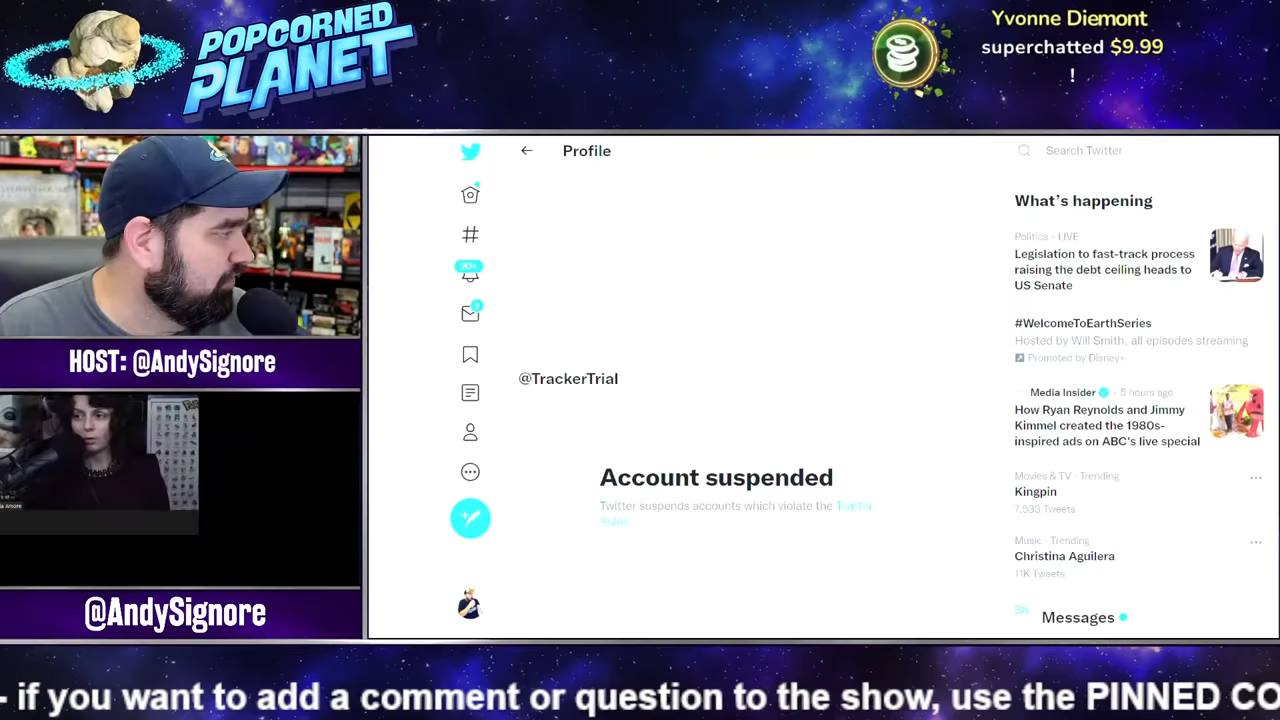 POPCORNED
PLANET
Yvonne Diemont
superchatted $9.99
!
HOST: @AndySignore
@AndySignore
Profile
20+
@TrackerTrial
Account suspended
Twitter suspends accounts which violate the Twitter
Rules
Search Twitter
What's happening
Politics · LIVE
Legislation to fast-track process
raising the debt ceiling heads to
US Senate
#WelcomeToEarthSeries
Hosted by Will Smith, all episodes streaming
Promoted by Disney+
Media Insider · 5 hours ago
How Ryan Reynolds and Jimmy
Kimmel created the 1980s-
inspired ads on ABC's live special
Movies & TV · Trending
Kingpin
7,533 Tweets
Music · Trending
Christina Aguilera
11K Tweets
Messages
- if you want to add a comment or question to the show, use the PINNED CO